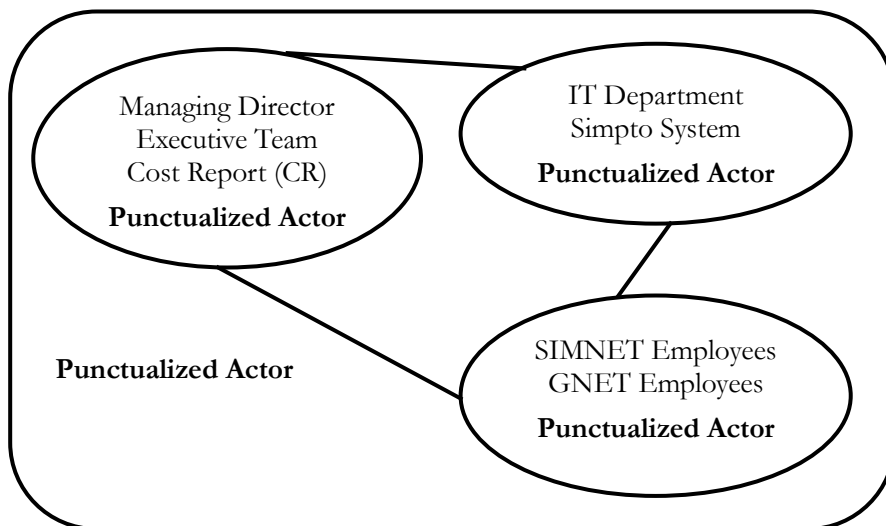 Managing Director
Executive Team
Cost Report (CR)
Punctualized Actor
IT Department
Simpto System
Punctualized Actor
SIMNET Employees
GNET Employees
Punctualized Actor
Punctualized Actor